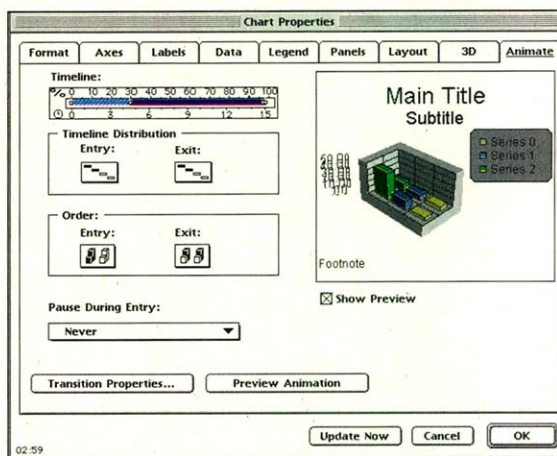 Chart Properties
Format Axes Labels Data Legend Panels Layout 3D Animate
Timeline:
% 0 10 20 30 40 50 60 70 80 90 100
0 3 6 9 12 15
Timeline Distribution
Entry: Exit:
Order:
Entry: Exit:
Pause During Entry:
Never
Transition Properties... Preview Animation
Main Title
Subtitle
Series 0
Series 1
Series 2
Footnote
Show Preview
Update Now Cancel OK
02:59